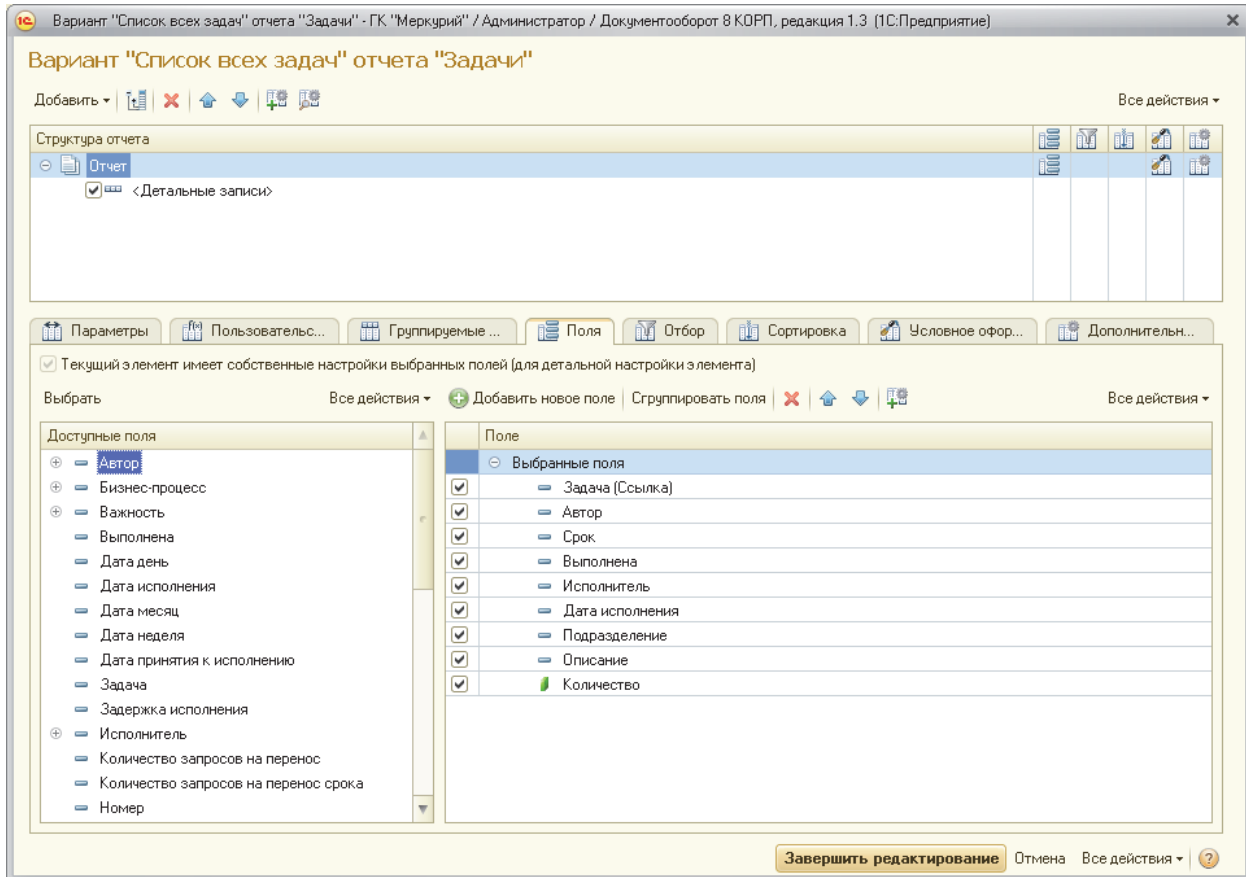 Вариант "Список всех задач" отчета "Задачи" - ГК "Меркурий" / Администратор / Документооборот 8 КОРП, редакция 1.3 (1С:Предприятие)
Вариант "Список всех задач" отчета "Задачи"
Добавить Все действия
Структура отчета
Отчет
<Детальные записи>
Параметры Пользовательс... Группируемые ... Поля Отбор Сортировка Условное офор... Дополнительн...
Текущий элемент имеет собственные настройки выбранных полей (для детальной настройки элемента)
Выбрать Все действия Добавить новое поле Сгруппировать поля Все действия
Доступные поля Поле
Автор Выбранные поля
Бизнес-процесс Задача (Ссылка)
Важность Автор
Выполнена Срок
Дата день Выполнена
Дата исполнения Исполнитель
Дата месяц Дата исполнения
Дата неделя Подразделение
Дата принятия к исполнению Описание
Задача Количество
Задержка исполнения
Исполнитель
Количество запросов на перенос
Количество запросов на перенос срока
Номер
Завершить редактирование Отмена Все действия ?